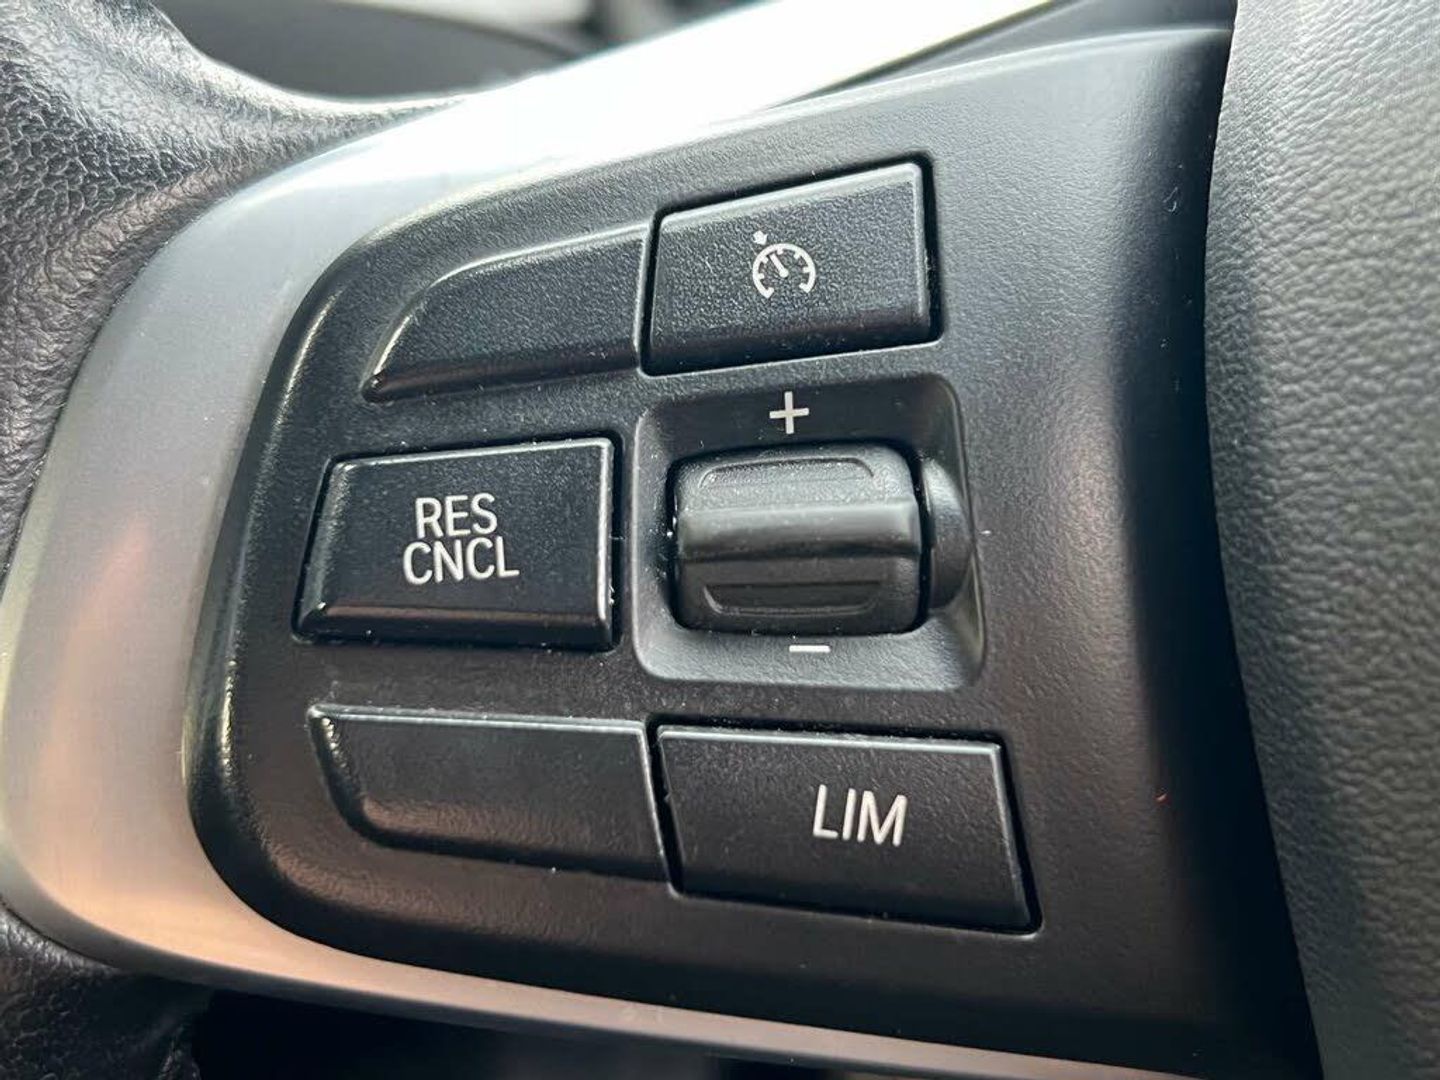 +
RES
CNCL
−
LIM